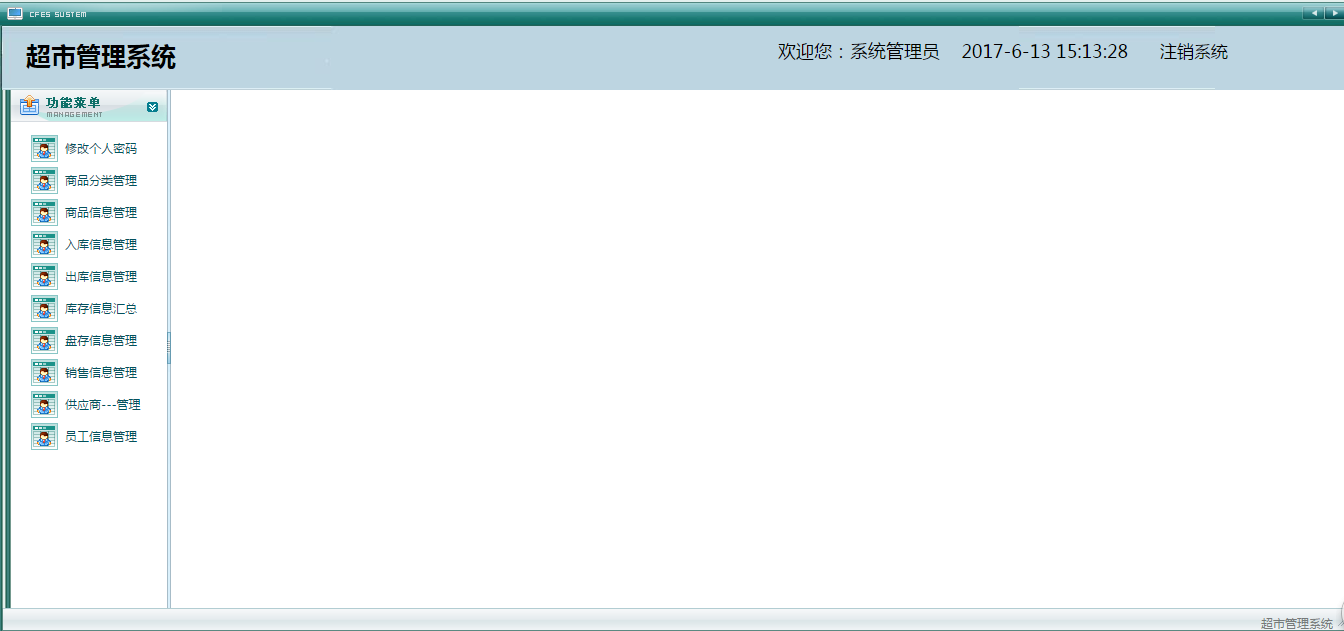 CFES SUSTEM
超市管理系统
欢迎您：系统管理员 2017-6-13 15:13:28 注销系统
功能菜单
MANAGEMENT
修改个人密码
商品分类管理
商品信息管理
入库信息管理
出库信息管理
库存信息汇总
盘存信息管理
销售信息管理
供应商---管理
员工信息管理
超市管理系统